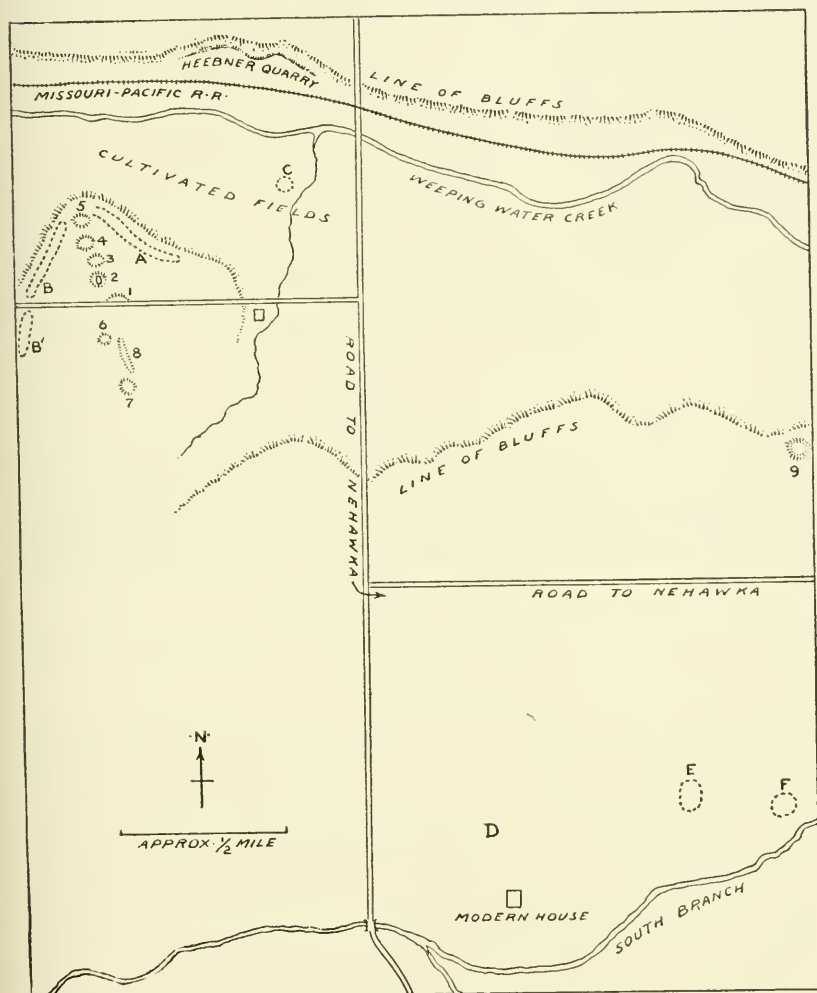 HEEBNER QUARRY
LINE OF BLUFFS
MISSOURI-PACIFIC R.R.
CULTIVATED FIELDS
C
WEEPING WATER CREEK
5
4
3
2
A
B
1
B'
6
8
7
ROAD TO NEHAWKA
LINE OF BLUFFS
9
ROAD TO NEHAWKA
N
APPROX. ½ MILE
E
F
D
MODERN HOUSE
SOUTH BRANCH